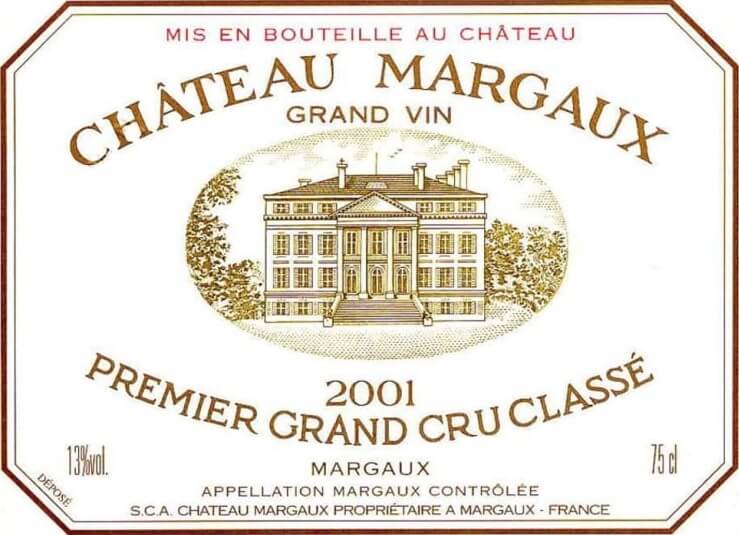 MIS EN BOUTEILLE AU CHÂTEAU
CHÂTEAU MARGAUX
GRAND VIN
2001
PREMIER GRAND CRU CLASSÉ
13%vol.
MARGAUX
75 cl
DÉPOSÉ
APPELLATION MARGAUX CONTRÔLÉE
S.C.A. CHATEAU MARGAUX PROPRIÉTAIRE A MARGAUX - FRANCE